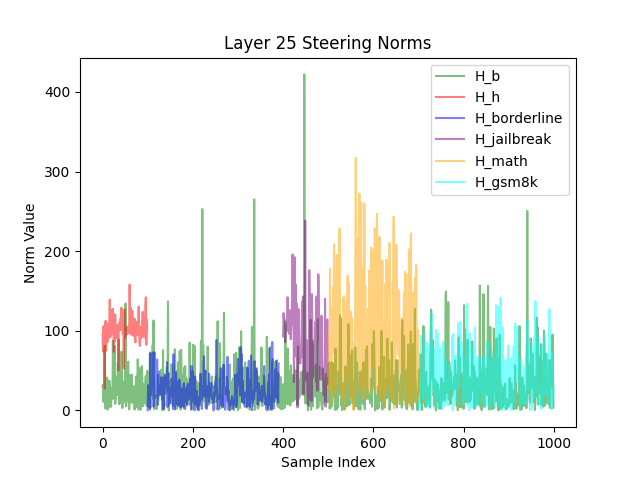 Layer 25 Steering Norms
H_b
H_h
H_borderline
H_jailbreak
H_math
H_gsm8k
Norm Value
400
300
200
100
0
0
200
400
600
800
1000
Sample Index